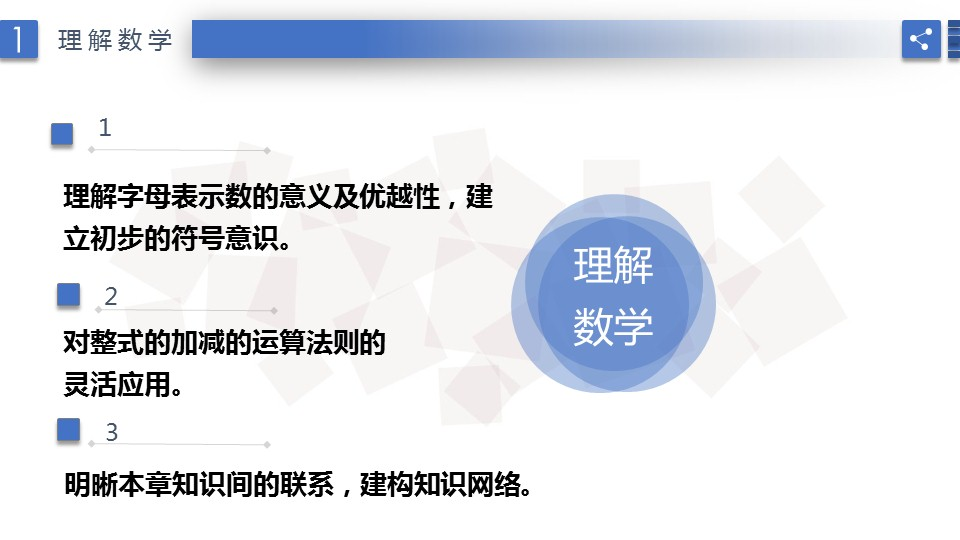 1 理解数学
1
理解字母表示数的意义及优越性，建
立初步的符号意识。
2
对整式的加减的运算法则的
灵活应用。
3
明晰本章知识间的联系，建构知识网络。
理解
数学